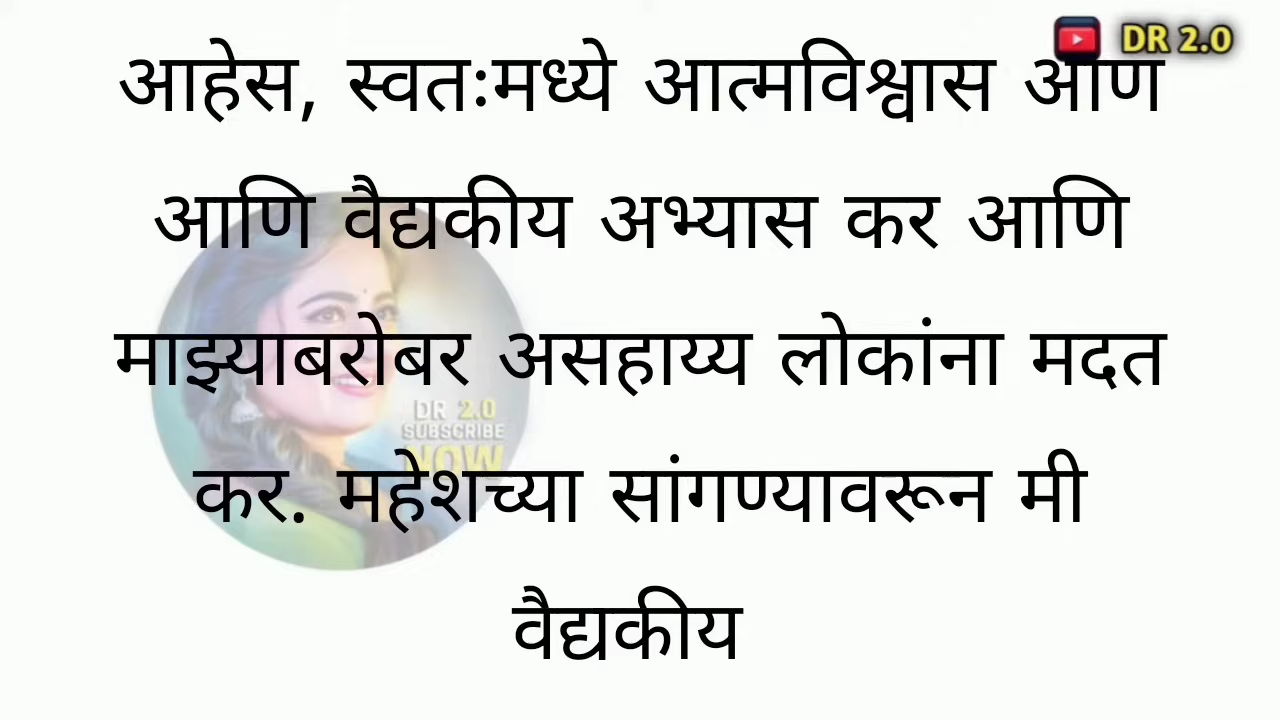 DR 2.0
आहेस, स्वतःमध्ये आत्मविश्वास आण
आणि वैद्यकीय अभ्यास कर आणि
माझ्याबरोबर असहाय्य लोकांना मदत
DR 2.0
SUBSCRIBE
NOW
कर. महेशच्या सांगण्यावरून मी
वैद्यकीय